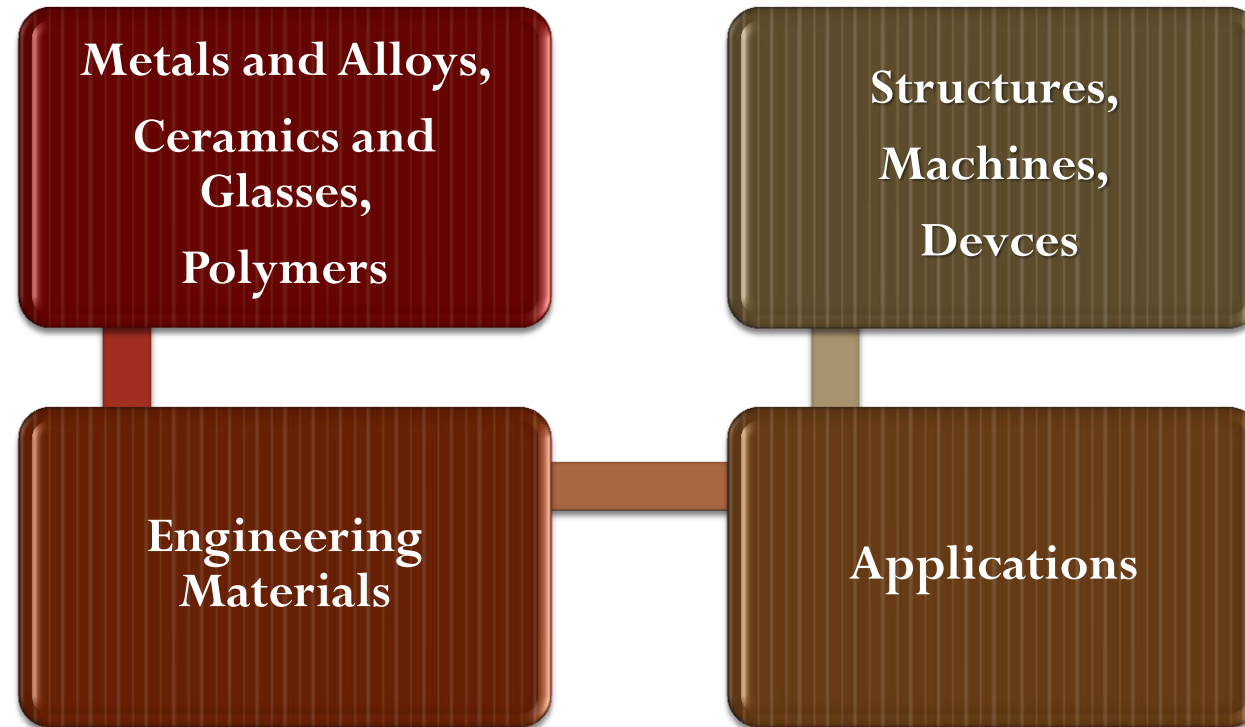 Metals and Alloys,
Ceramics and
Glasses,
Polymers
Engineering
Materials
Applications
Structures,
Machines,
Devces